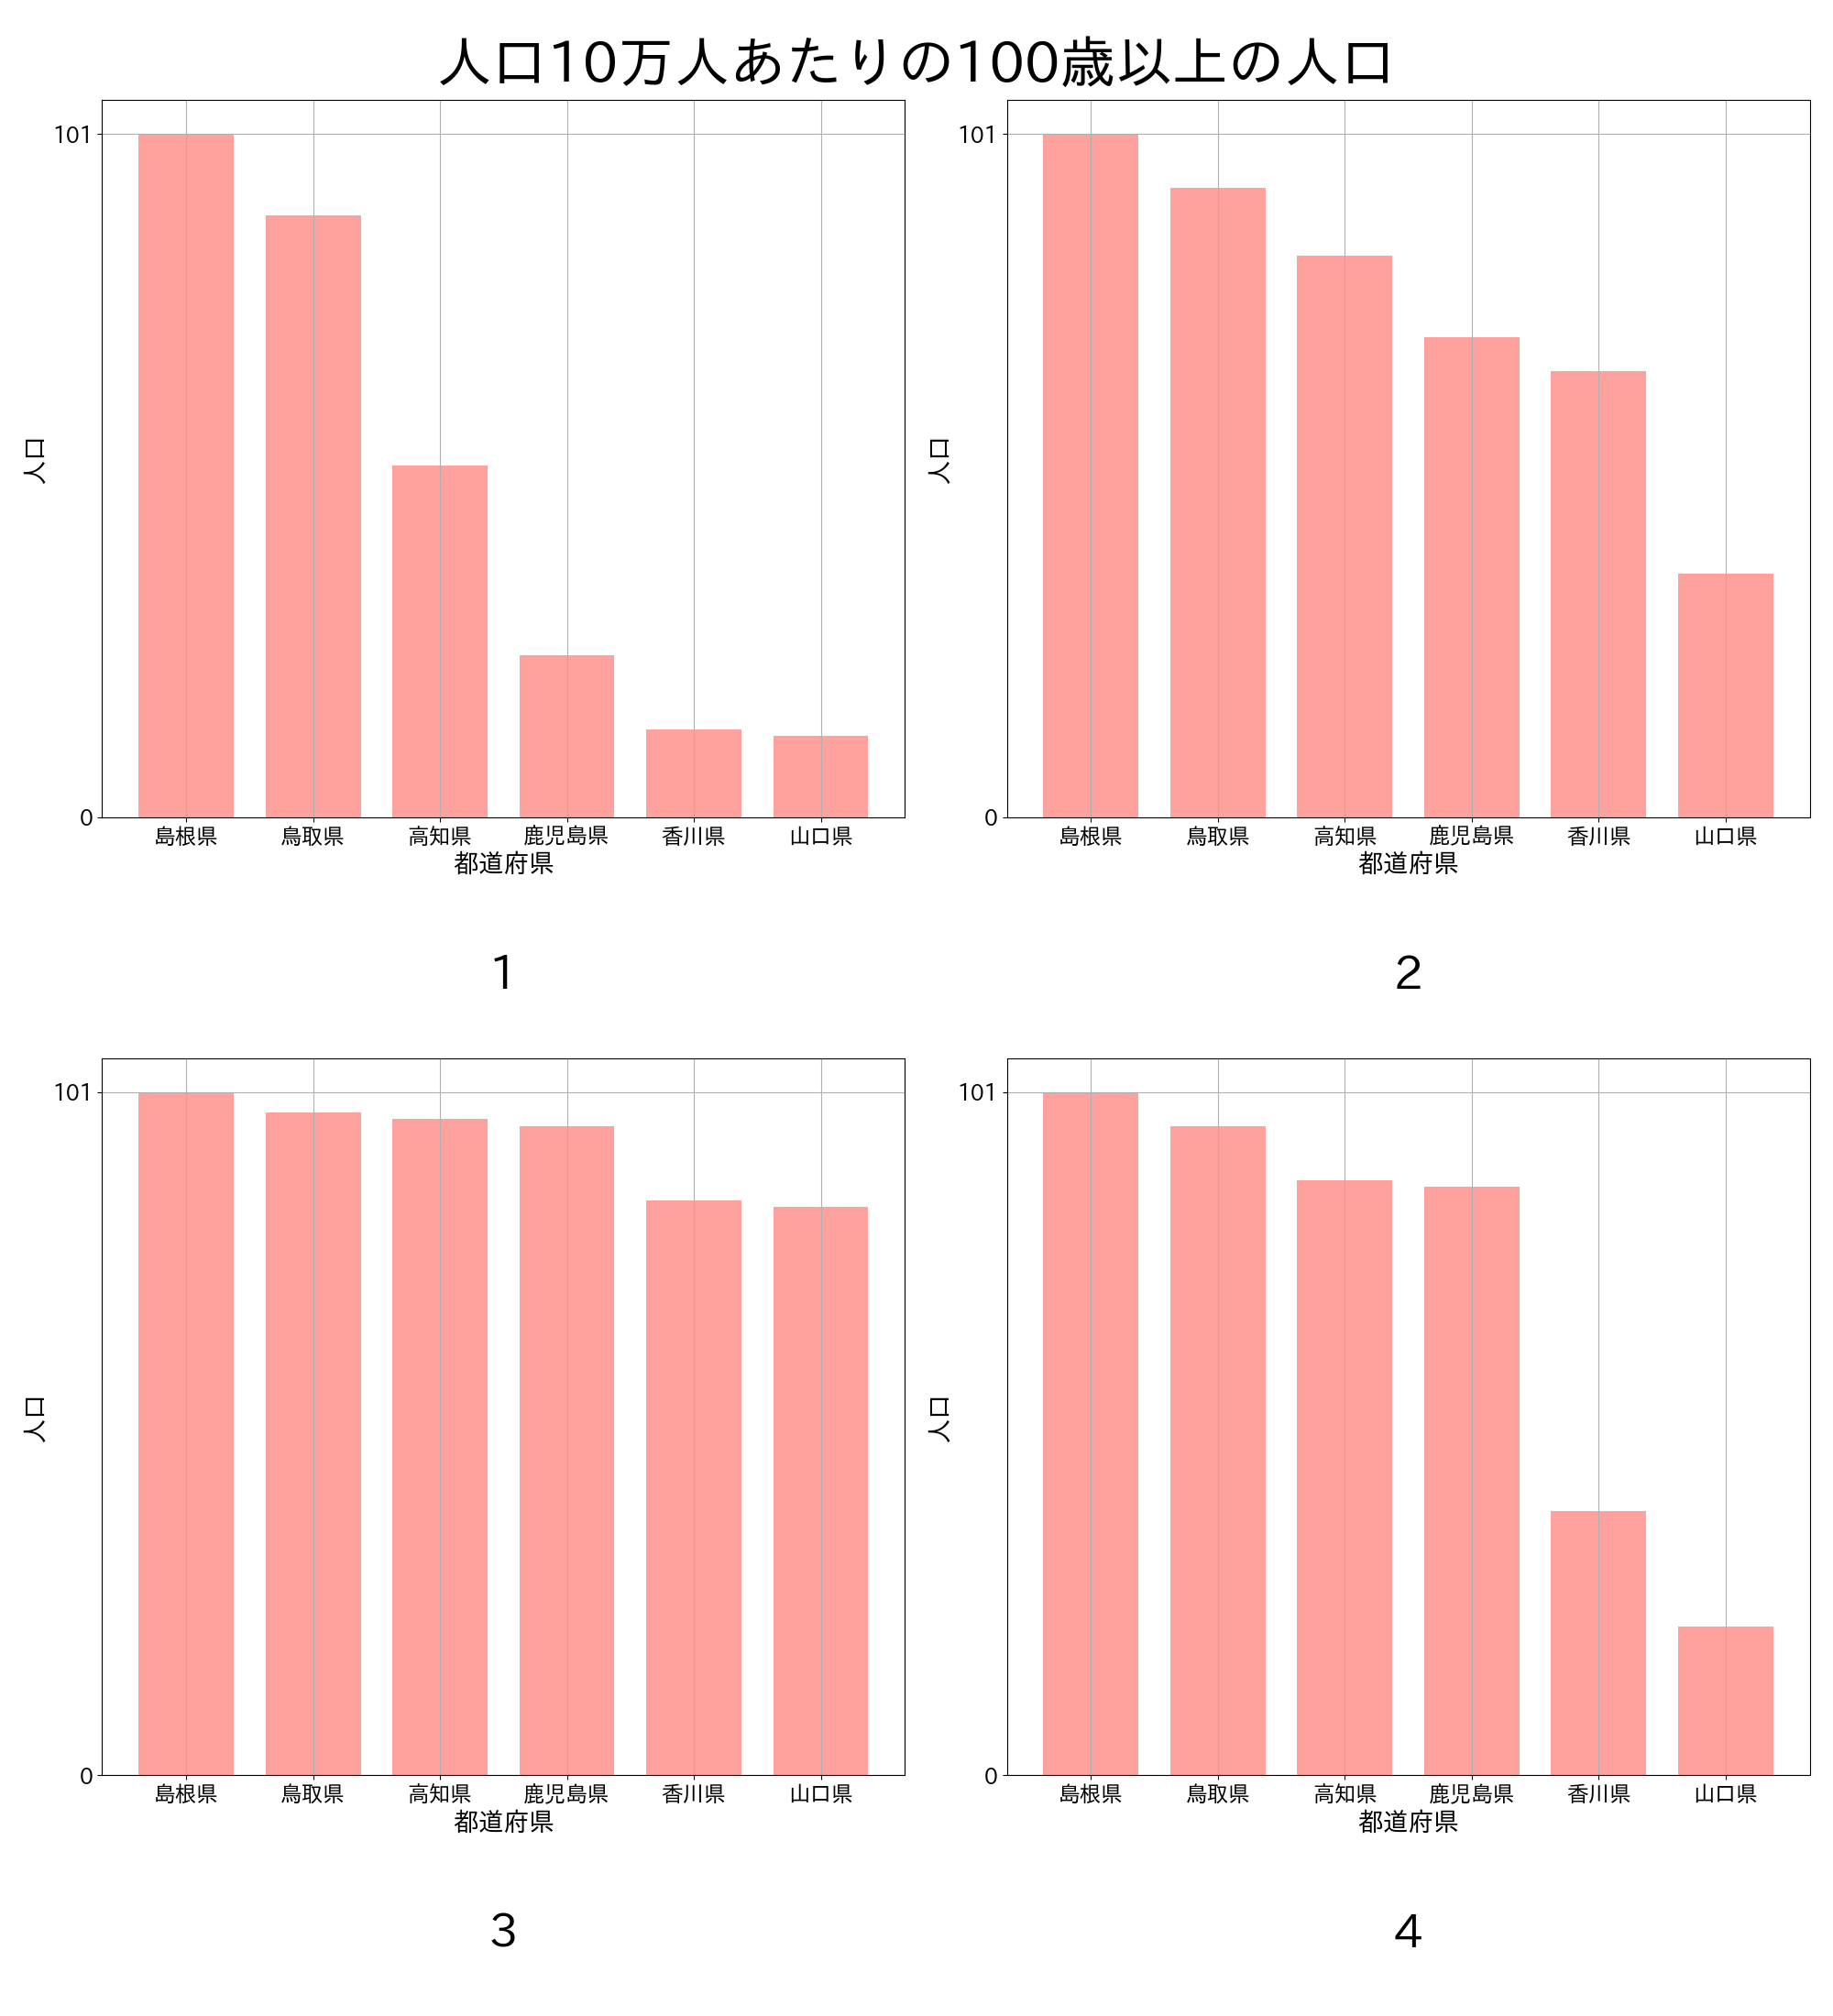 人口10万人あたりの100歳以上の人口
101
0
人口
島根県 鳥取県 高知県 鹿児島県 香川県 山口県
都道府県
1
101
0
人口
島根県 鳥取県 高知県 鹿児島県 香川県 山口県
都道府県
2
101
0
人口
島根県 鳥取県 高知県 鹿児島県 香川県 山口県
都道府県
3
101
0
人口
島根県 鳥取県 高知県 鹿児島県 香川県 山口県
都道府県
4